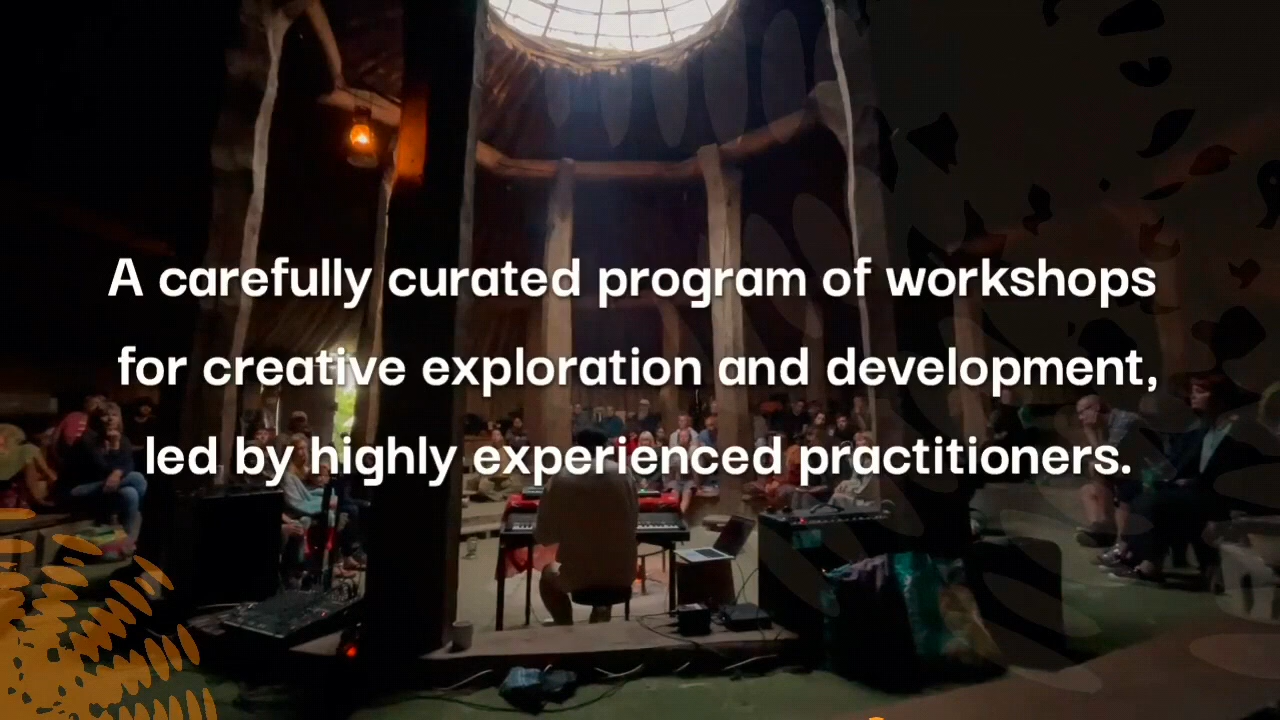 A carefully curated program of workshops
for creative exploration and development,
led by highly experienced practitioners.